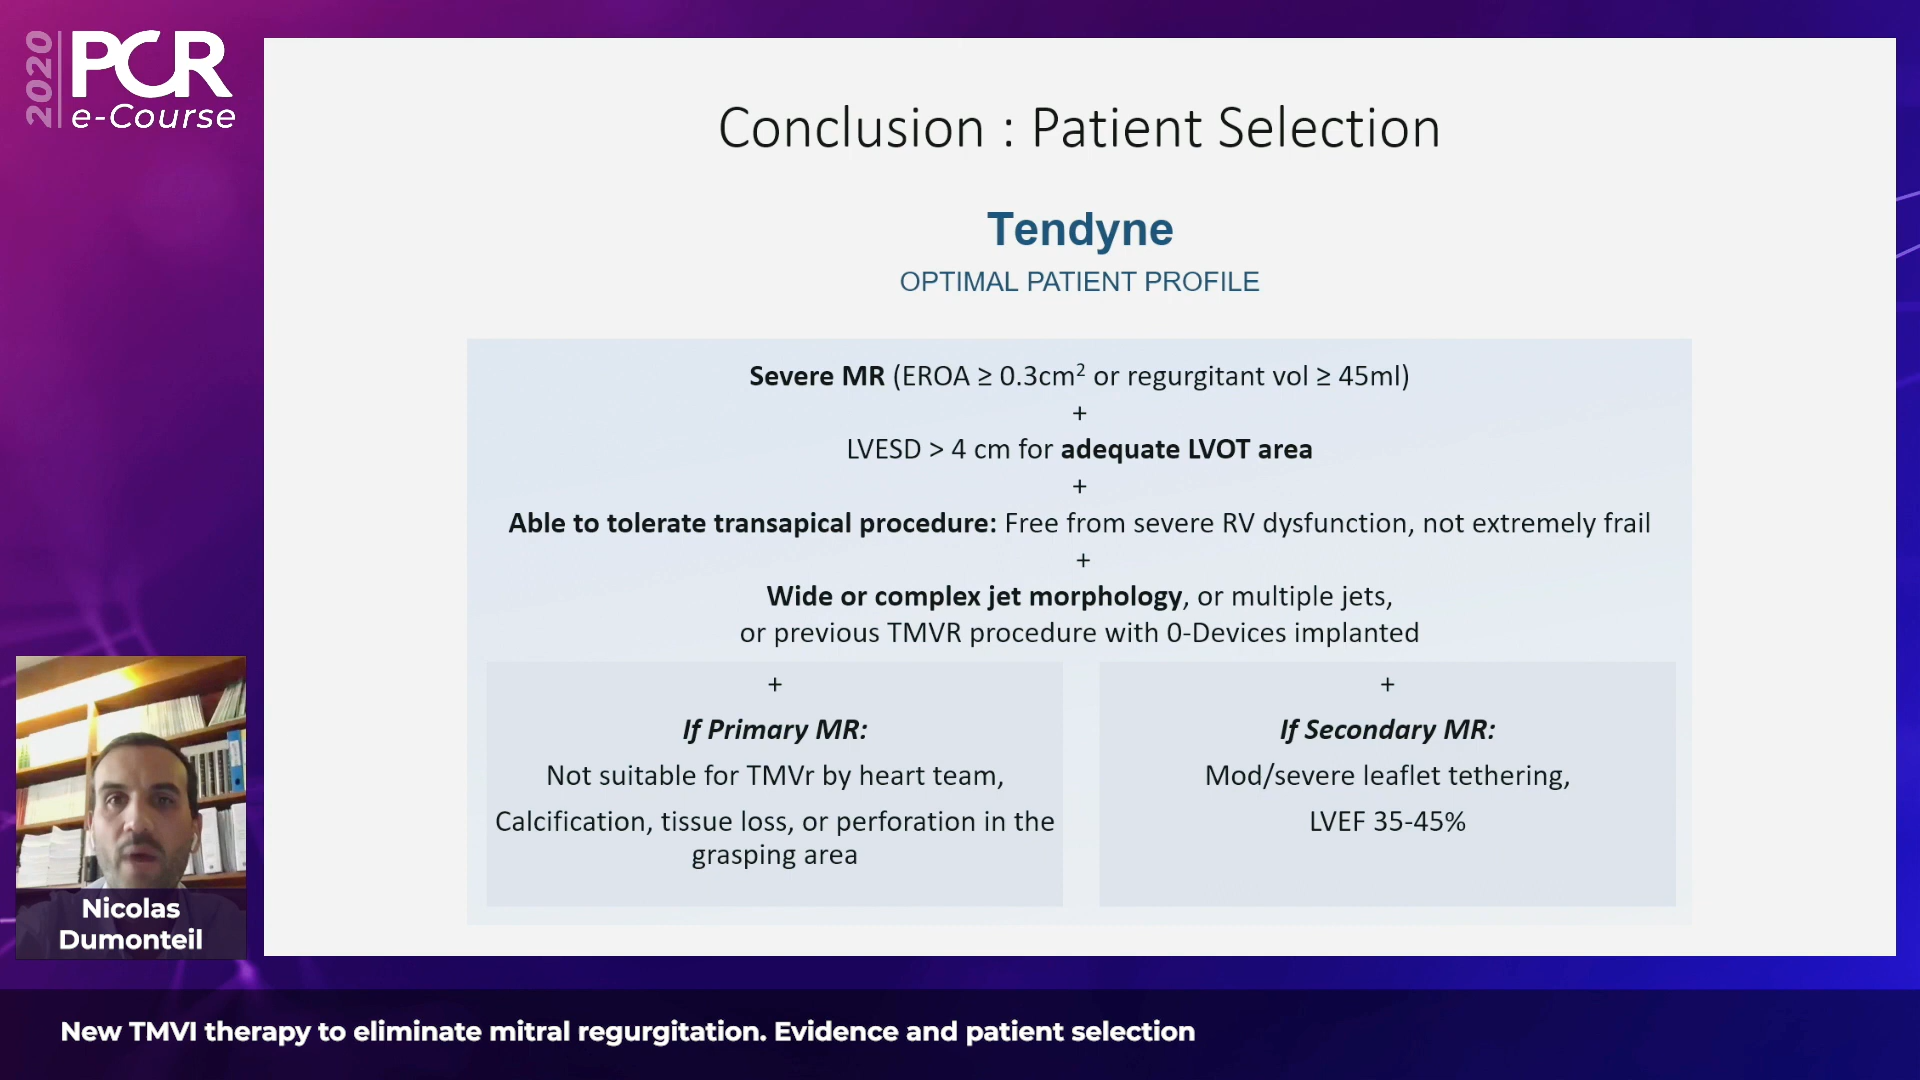 2020
PCR
e-Course
Conclusion : Patient Selection
Tendyne
OPTIMAL PATIENT PROFILE
Severe MR (EROA ≥ 0.3cm² or regurgitant vol ≥ 45ml)
+
LVESD > 4 cm for adequate LVOT area
+
Able to tolerate transapical procedure: Free from severe RV dysfunction, not extremely frail
+
Wide or complex jet morphology, or multiple jets,
or previous TMVR procedure with 0-Devices implanted
+
If Primary MR:
Not suitable for TMVr by heart team,
Calcification, tissue loss, or perforation in the
grasping area
+
If Secondary MR:
Mod/severe leaflet tethering,
LVEF 35-45%
Nicolas
Dumonteil
New TMVI therapy to eliminate mitral regurgitation. Evidence and patient selection